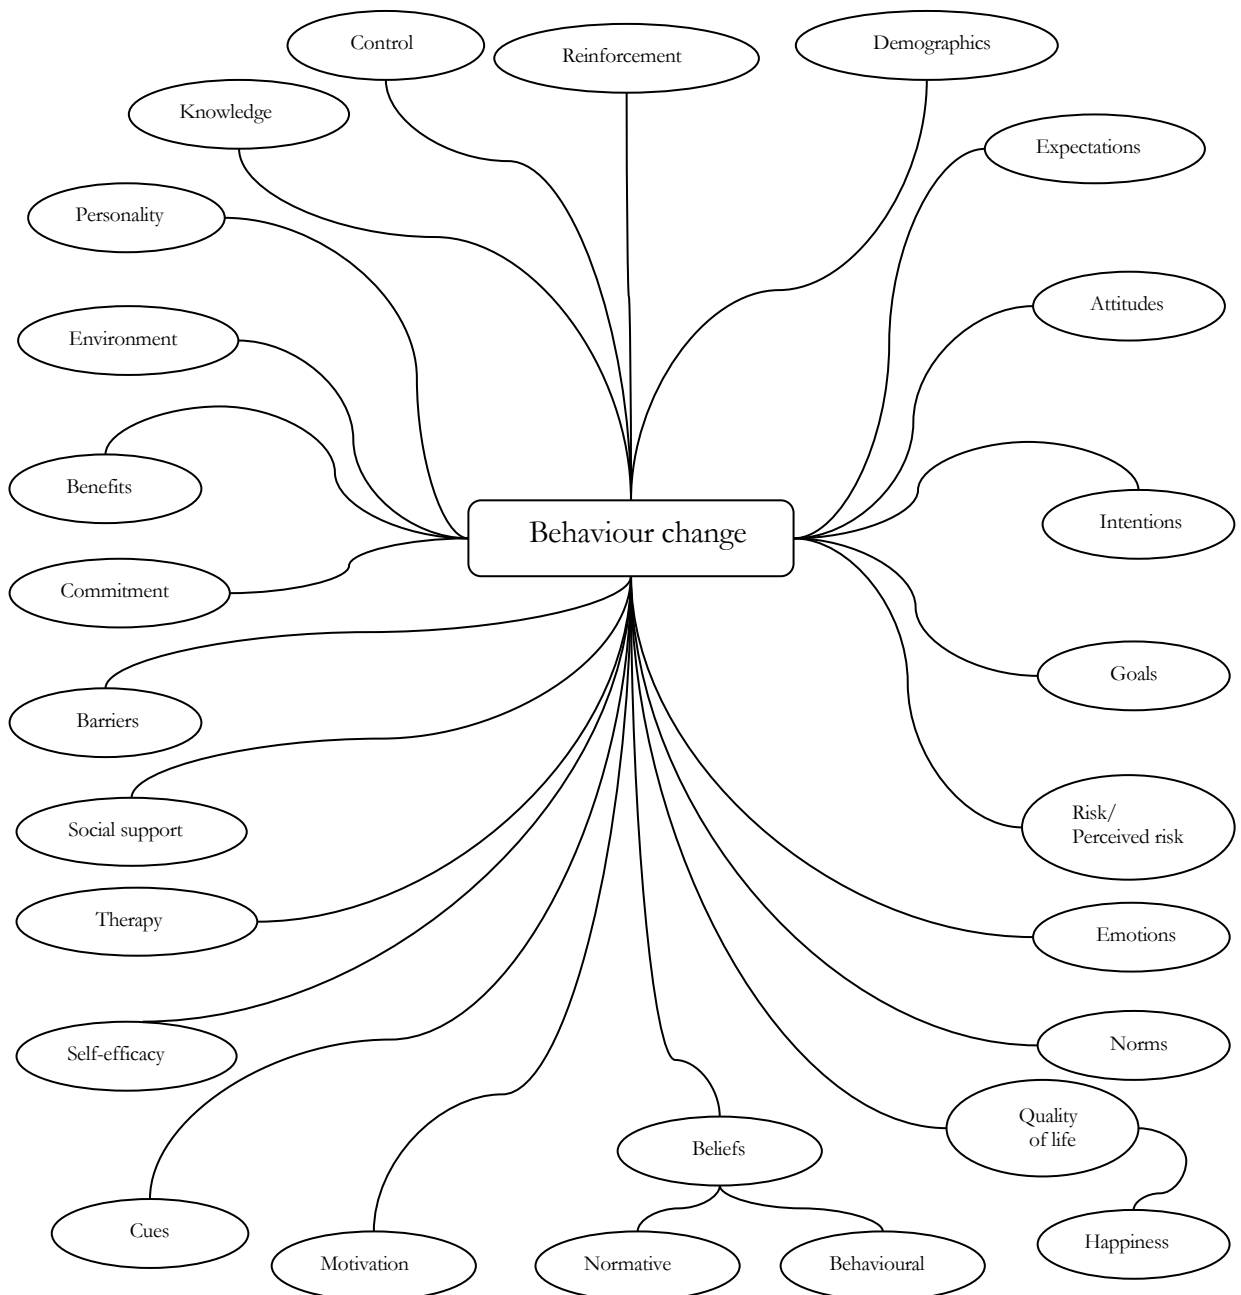 Control
Reinforcement
Demographics
Knowledge
Expectations
Personality
Attitudes
Environment
Benefits
Intentions
Behaviour change
Commitment
Goals
Barriers
Risk/
Perceived risk
Social support
Therapy
Emotions
Self-efficacy
Norms
Quality
of life
Beliefs
Cues
Happiness
Motivation
Normative
Behavioural